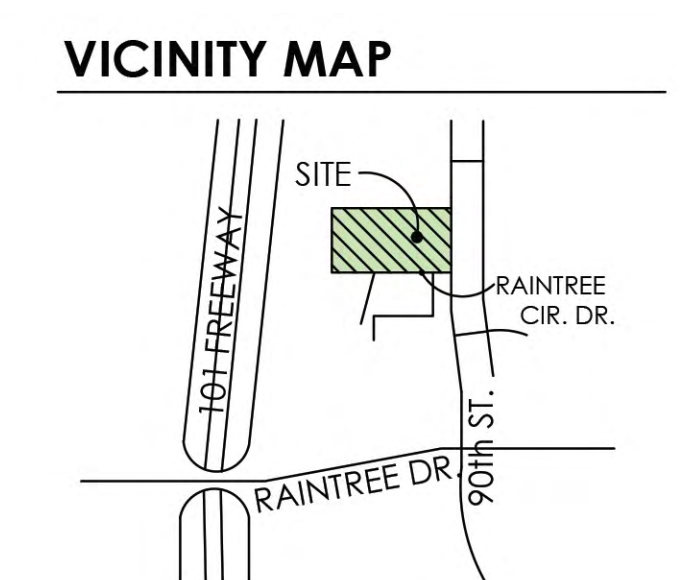 VICINITY MAP
SITE
101 FREEWAY
RAINTREE
CIR. DR.
RAINTREE DR.
90th ST.